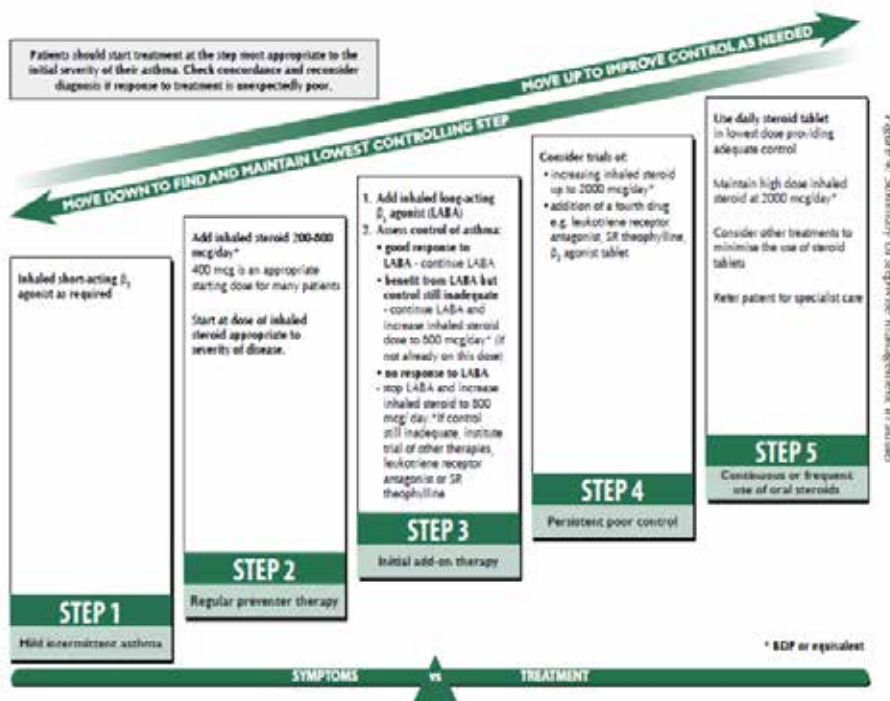 Patients should start treatment at the step most appropriate to the
initial severity of their asthma. Check concordance and reconsider
diagnosis if response to treatment is unexpectedly poor.
MOVE UP TO IMPROVE CONTROL AS NEEDED
MOVE DOWN TO FIND AND MAINTAIN LOWEST CONTROLLING STEP
Inhaled short-acting β₂
agonist as required
STEP 1
Mild intermittent asthma
Add inhaled steroid 200-800
mcg/day*
400 mcg is an appropriate
starting dose for many patients
Start at dose of inhaled
steroid appropriate to
severity of disease.
STEP 2
Regular preventer therapy
1. Add inhaled long-acting
β₂ agonist (LABA)
2. Assess control of asthma:
• good response to
LABA - continue LABA
• benefit from LABA but
control still inadequate
- continue LABA and
increase inhaled steroid
dose to 800 mcg/day* (if
not already on this dose)
• no response to LABA
- stop LABA and increase
inhaled steroid to 800
mcg/ day.*If control
still inadequate, institute
trial of other therapies,
leukotriene receptor
antagonist or SR
theophylline
STEP 3
Initial add-on therapy
Consider trials of:
• increasing inhaled steroid
up to 2000 mcg/day*
• addition of a fourth drug
e.g. leukotriene receptor
antagonist, SR theophylline,
β₂ agonist tablet
STEP 4
Persistent poor control
Use daily steroid tablet
in lowest dose providing
adequate control
Maintain high dose inhaled
steroid at 2000 mcg/day*
Consider other treatments to
minimise the use of steroid
tablets
Refer patient for specialist care
STEP 5
Continuous or frequent
use of oral steroids
* BDP or equivalent
SYMPTOMS vs TREATMENT